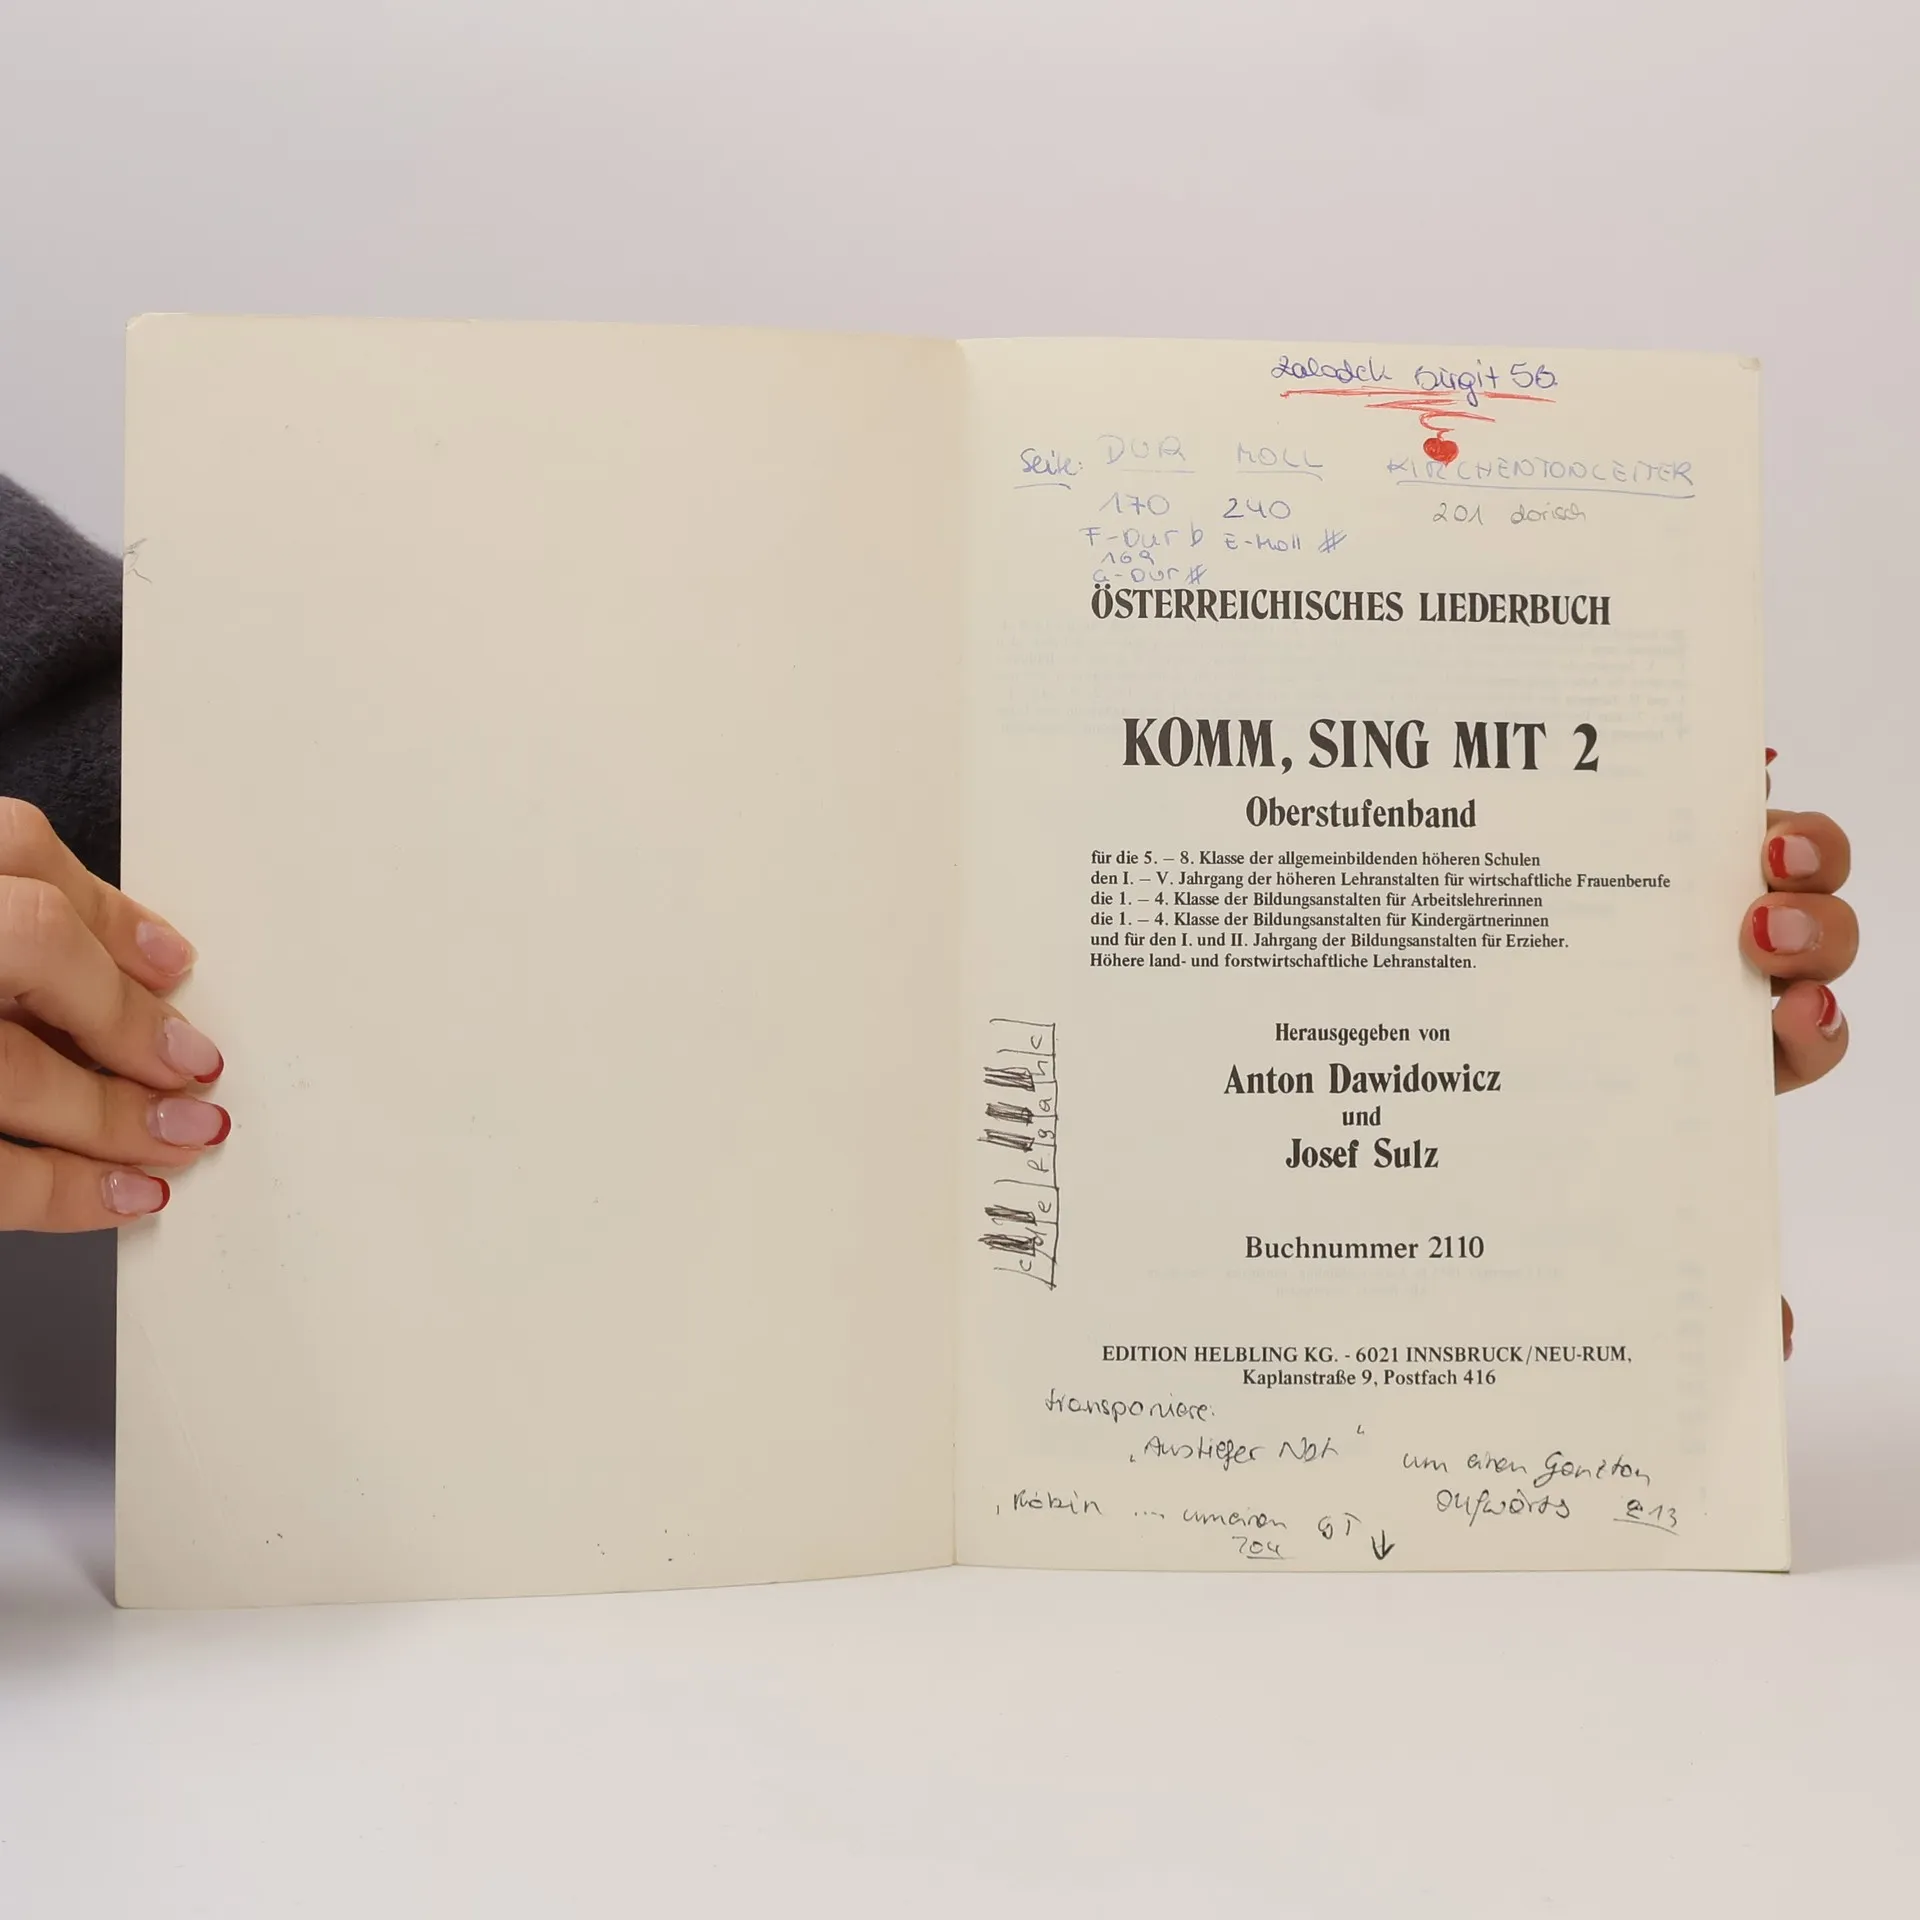 Birgit 5b
Seite: DUR MOLL KIRCHENTONLEITER
170 240 201 dorisch
F-Dur b E-Moll #
169
G-Dur #
ÖSTERREICHISCHES LIEDERBUCH
KOMM, SING MIT 2
Oberstufenband
für die 5. – 8. Klasse der allgemeinbildenden höheren Schulen
den I. – V. Jahrgang der höheren Lehranstalten für wirtschaftliche Frauenberufe
die 1. – 4. Klasse der Bildungsanstalten für Arbeitslehrerinnen
die 1. – 4. Klasse der Bildungsanstalten für Kindergärtnerinnen
und für den I. und II. Jahrgang der Bildungsanstalten für Erzieher.
Höhere land- und forstwirtschaftliche Lehranstalten.
c d e f g a h c
Herausgegeben von
Anton Dawidowicz
und
Josef Sulz
Buchnummer 2110
EDITION HELBLING KG. - 6021 INNSBRUCK/NEU-RUM,
Kaplanstraße 9, Postfach 416
transponiere:
„Aus tiefer Not“ um einen Ganzton
aufwärts 213
... um einen GT ↓
204